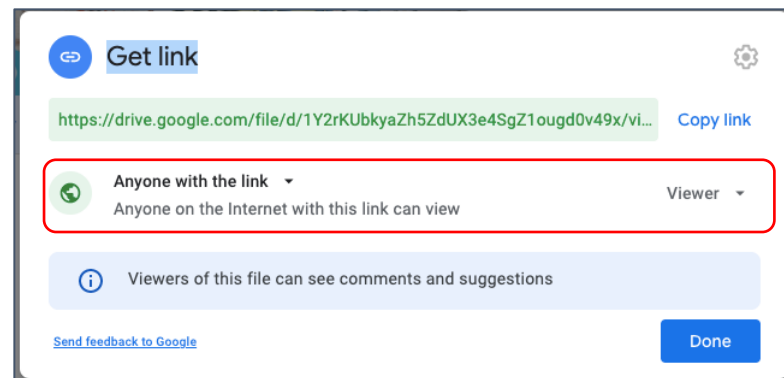 Get link
https://drive.google.com/file/d/1Y2rKUbkyaZh5ZdUX3e4SgZ1ougd0v49x/vi... Copy link
Anyone with the link
Anyone on the Internet with this link can view
Viewer
Viewers of this file can see comments and suggestions
Send feedback to Google
Done